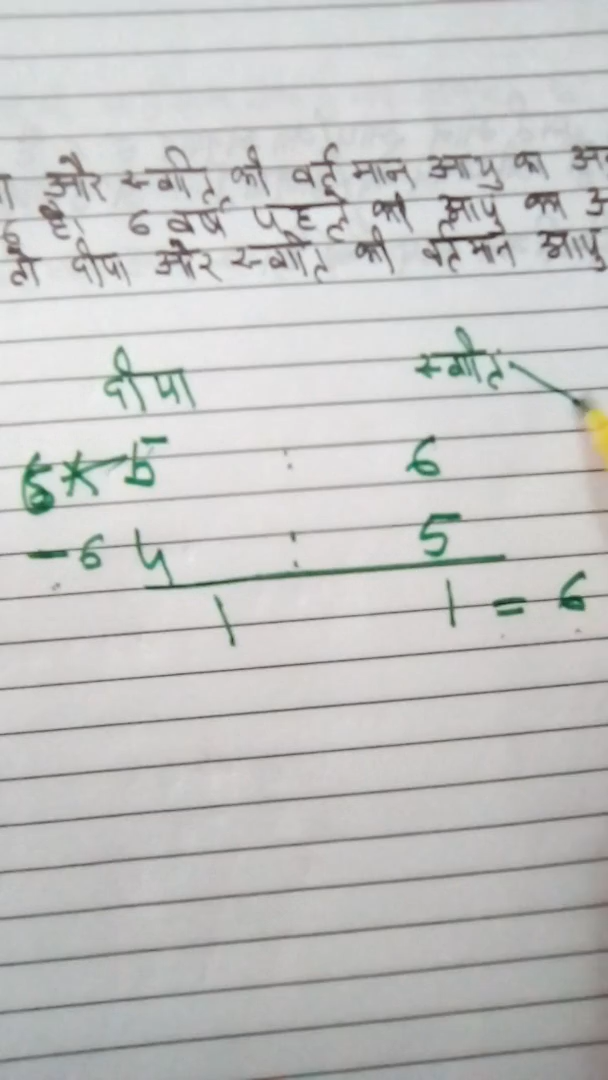 और स्वीटी की वर्तमान आयु का
6 है। 6 वर्ष पहले की आयु का
तो दीपा और स्वीटी की वर्तमान आयु
दीपा स्वीटी
5 : 6
- 6 4 : 5
1 1 = 6